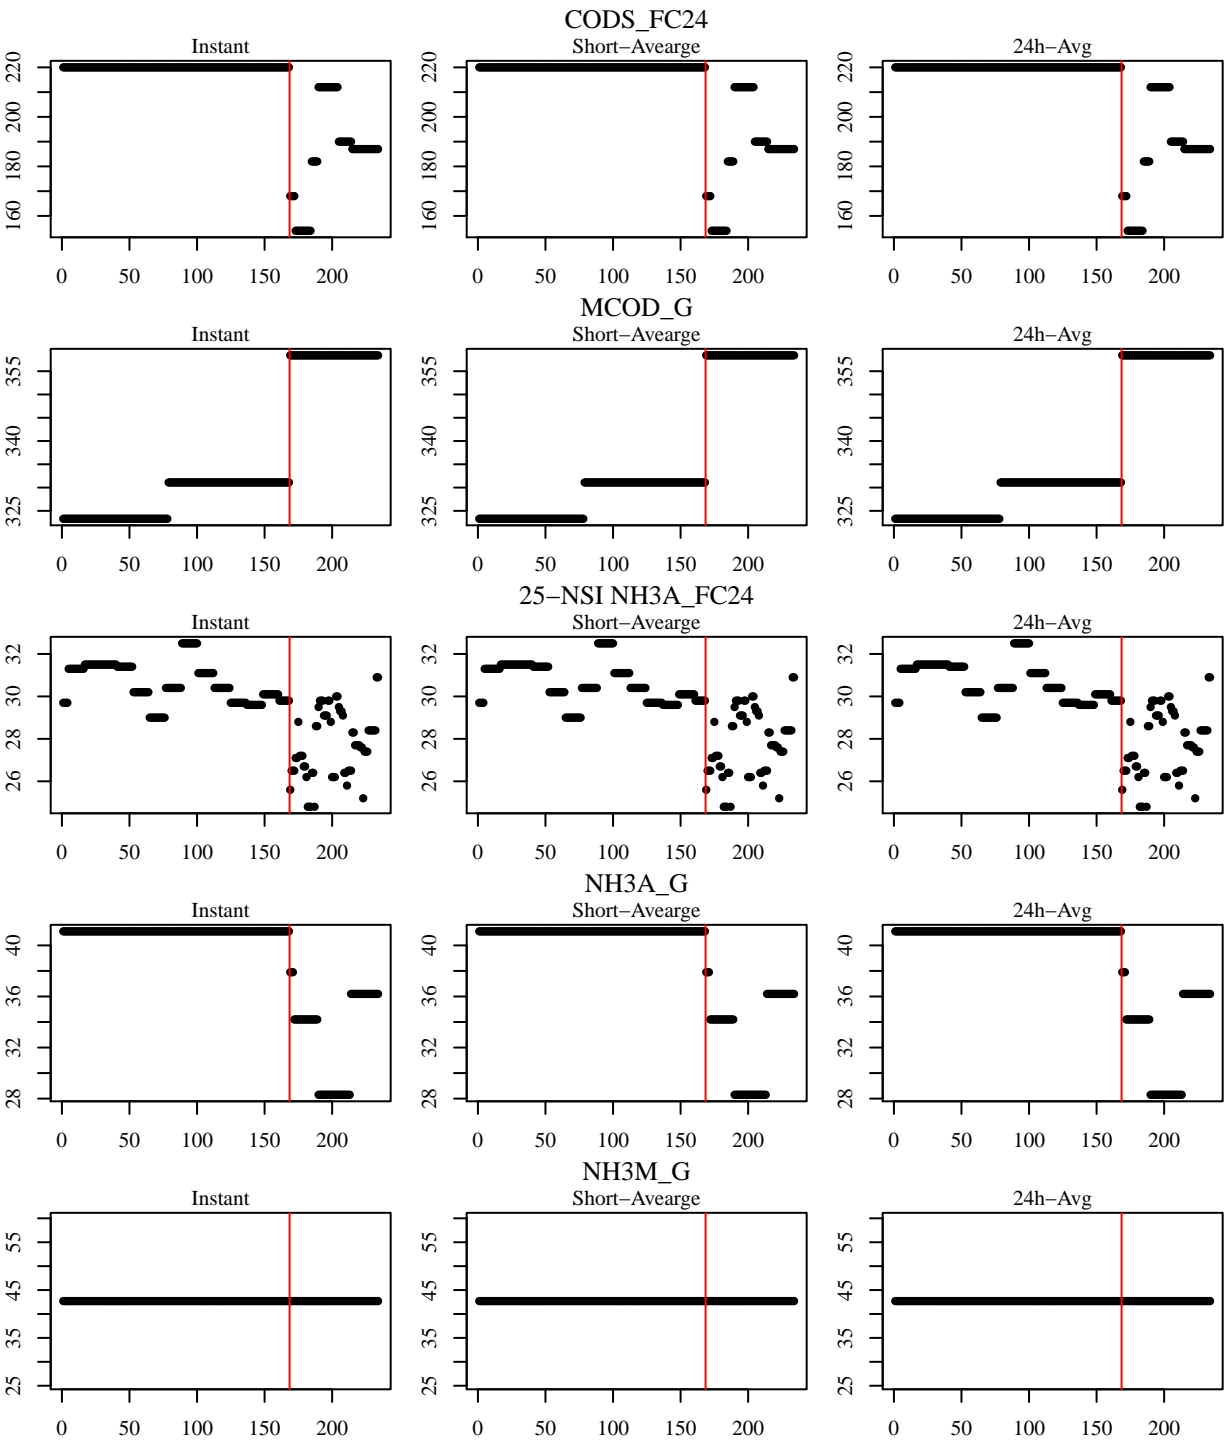 CODS_FC24
Instant Short−Avearge 24h−Avg
160 180 200 220 160 180 200 220 160 180 200 220
0 50 100 150 200 0 50 100 150 200 0 50 100 150 200
MCOD_G
Instant Short−Avearge 24h−Avg
325 340 355 325 340 355 325 340 355
0 50 100 150 200 0 50 100 150 200 0 50 100 150 200
25−NSI NH3A_FC24
Instant Short−Avearge 24h−Avg
26 28 30 32 26 28 30 32 26 28 30 32
0 50 100 150 200 0 50 100 150 200 0 50 100 150 200
NH3A_G
Instant Short−Avearge 24h−Avg
28 32 36 40 28 32 36 40 28 32 36 40
0 50 100 150 200 0 50 100 150 200 0 50 100 150 200
NH3M_G
Instant Short−Avearge 24h−Avg
25 35 45 55 25 35 45 55 25 35 45 55
0 50 100 150 200 0 50 100 150 200 0 50 100 150 200